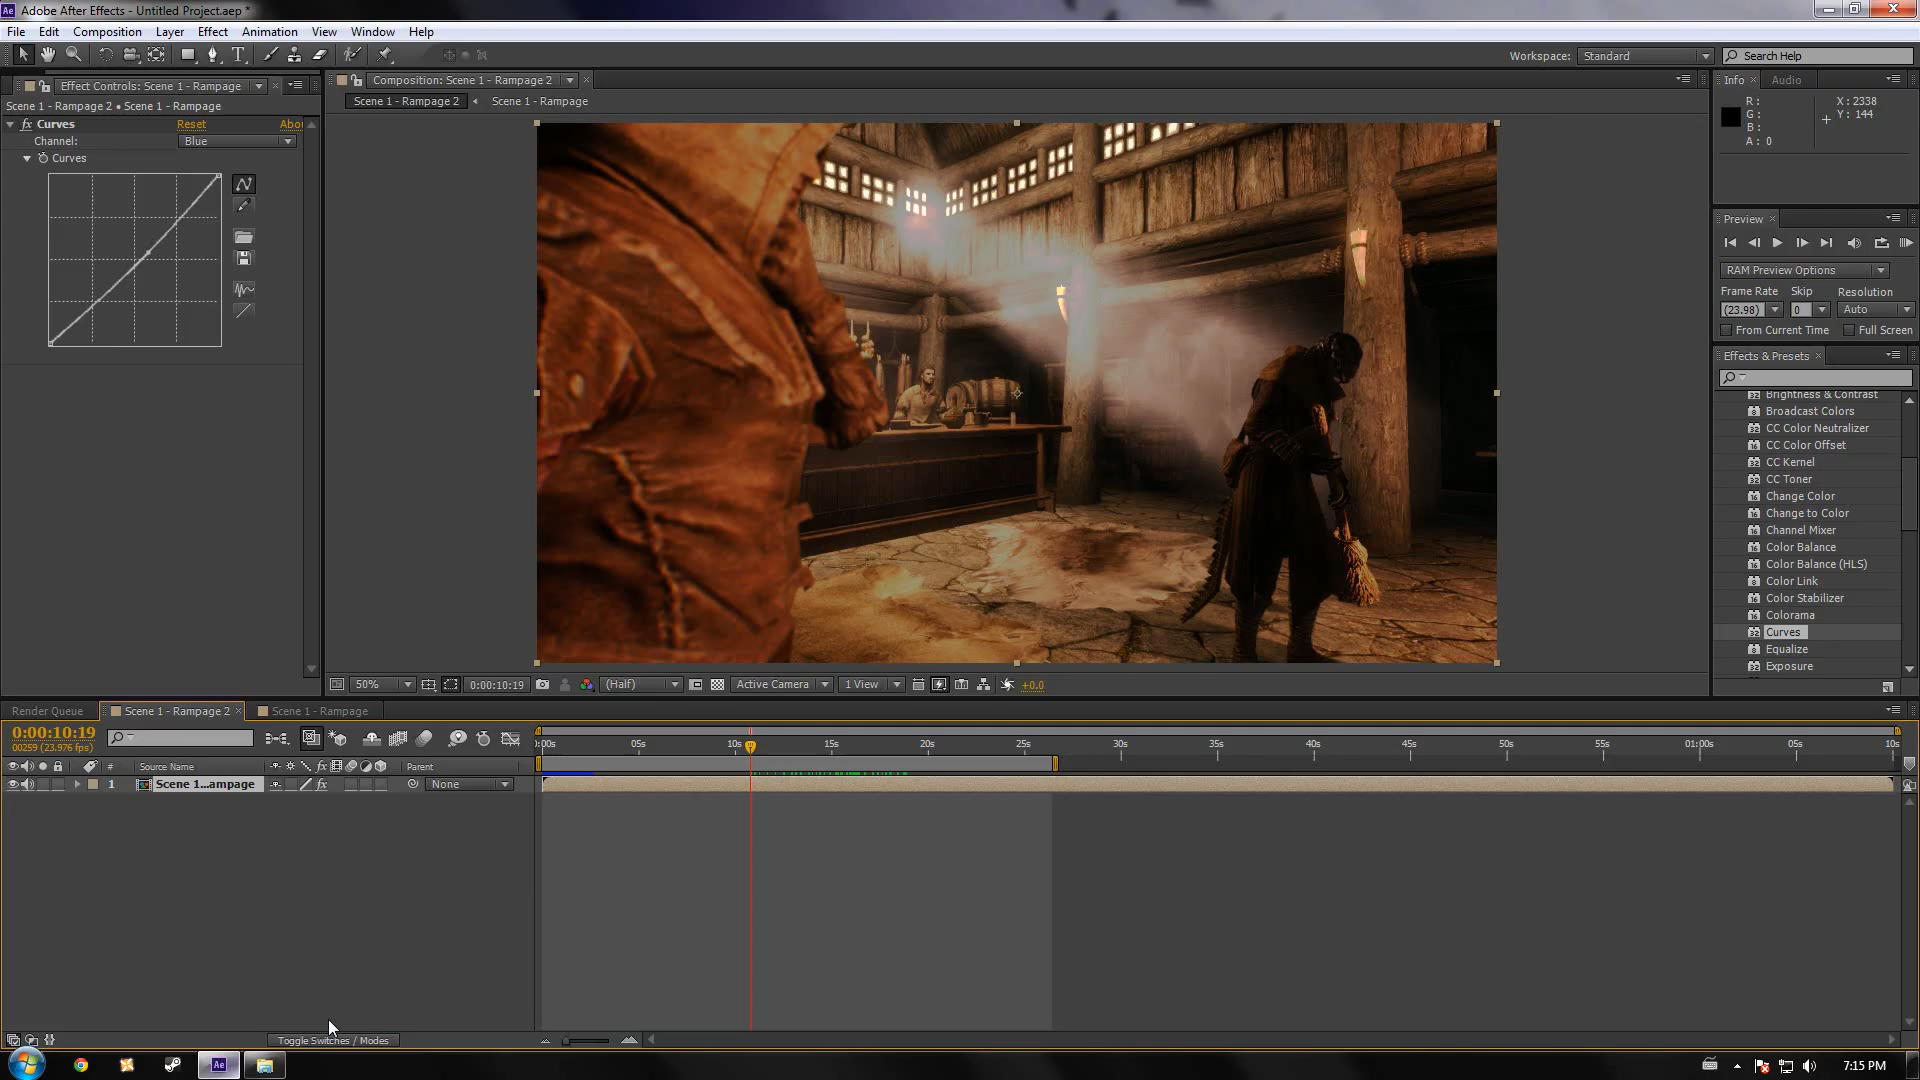 Adobe After Effects - Untitled Project.aep *
File Edit Composition Layer Effect Animation View Window Help
Workspace: Standard Search Help
Effect Controls: Scene 1 - Rampage
Scene 1 - Rampage 2 • Scene 1 - Rampage
fx Curves Reset Abou
Channel: Blue
Curves
Composition: Scene 1 - Rampage 2
Scene 1 - Rampage 2 Scene 1 - Rampage
50% 0:00:10:19 (Half) Active Camera 1 View +0.0
Info Audio
R: X: 2338
G: Y: 144
B:
A: 0
Preview
RAM Preview Options
Frame Rate Skip Resolution
(23.98) 0 Auto
From Current Time Full Screen
Effects & Presets
Brightness & Contrast
Broadcast Colors
CC Color Neutralizer
CC Color Offset
CC Kernel
CC Toner
Change Color
Change to Color
Channel Mixer
Color Balance
Color Balance (HLS)
Color Link
Color Stabilizer
Colorama
Curves
Equalize
Exposure
Render Queue Scene 1 - Rampage 2 Scene 1 - Rampage
0:00:10:19
00259 (23.976 fps)
):00s 05s 10s 15s 20s 25s 30s 35s 40s 45s 50s 55s 01:00s 05s 10s
# Source Name fx Parent
1 Scene 1...ampage fx None
Toggle Switches / Modes
Ae
7:15 PM